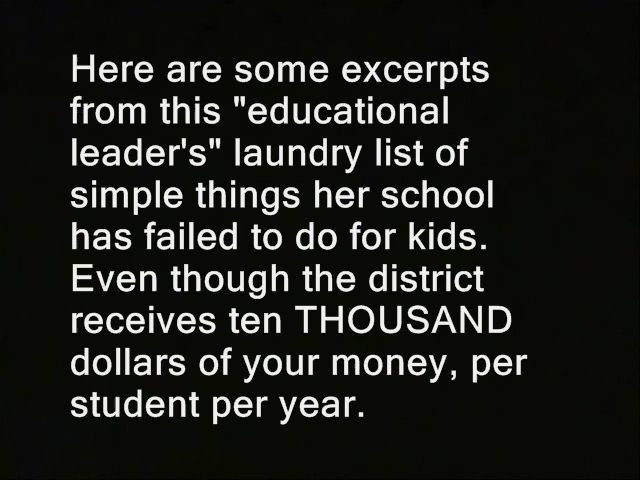 Here are some excerpts
from this "educational
leader's" laundry list of
simple things her school
has failed to do for kids.
Even though the district
receives ten THOUSAND
dollars of your money, per
student per year.